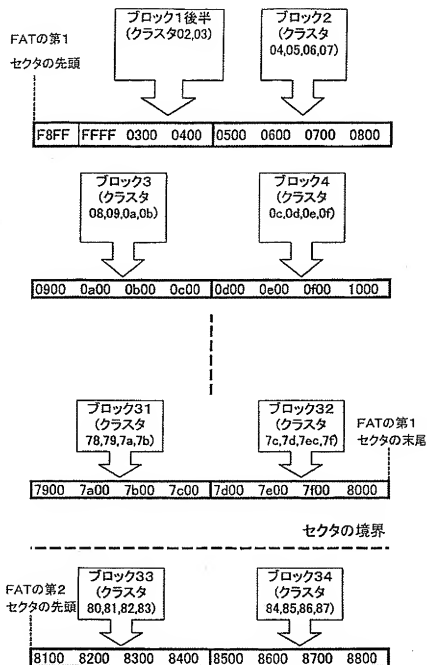 FATの第1
セクタの先頭
ブロック1後半
(クラスタ02,03)
ブロック2
(クラスタ
04,05,06,07)
F8FF FFFF 0300 0400 0500 0600 0700 0800
ブロック3
(クラスタ
08,09,0a,0b)
ブロック4
(クラスタ
0c,0d,0e,0f)
0900 0a00 0b00 0c00 0d00 0e00 0f00 1000
ブロック31
(クラスタ
78,79,7a,7b)
ブロック32
(クラスタ
7c,7d,7ec,7f)
FATの第1
セクタの末尾
7900 7a00 7b00 7c00 7d00 7e00 7f00 8000
セクタの境界
FATの第2
セクタの先頭
ブロック33
(クラスタ
80,81,82,83)
ブロック34
(クラスタ
84,85,86,87)
8100 8200 8300 8400 8500 8600 8700 8800